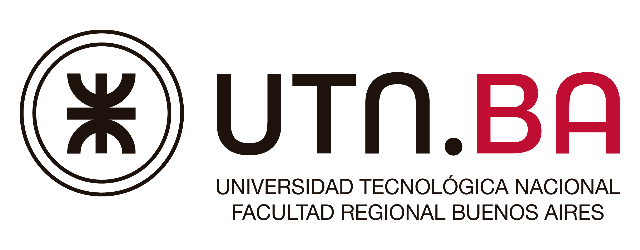 UTN.BA
UNIVERSIDAD TECNOLÓGICA NACIONAL
FACULTAD REGIONAL BUENOS AIRES